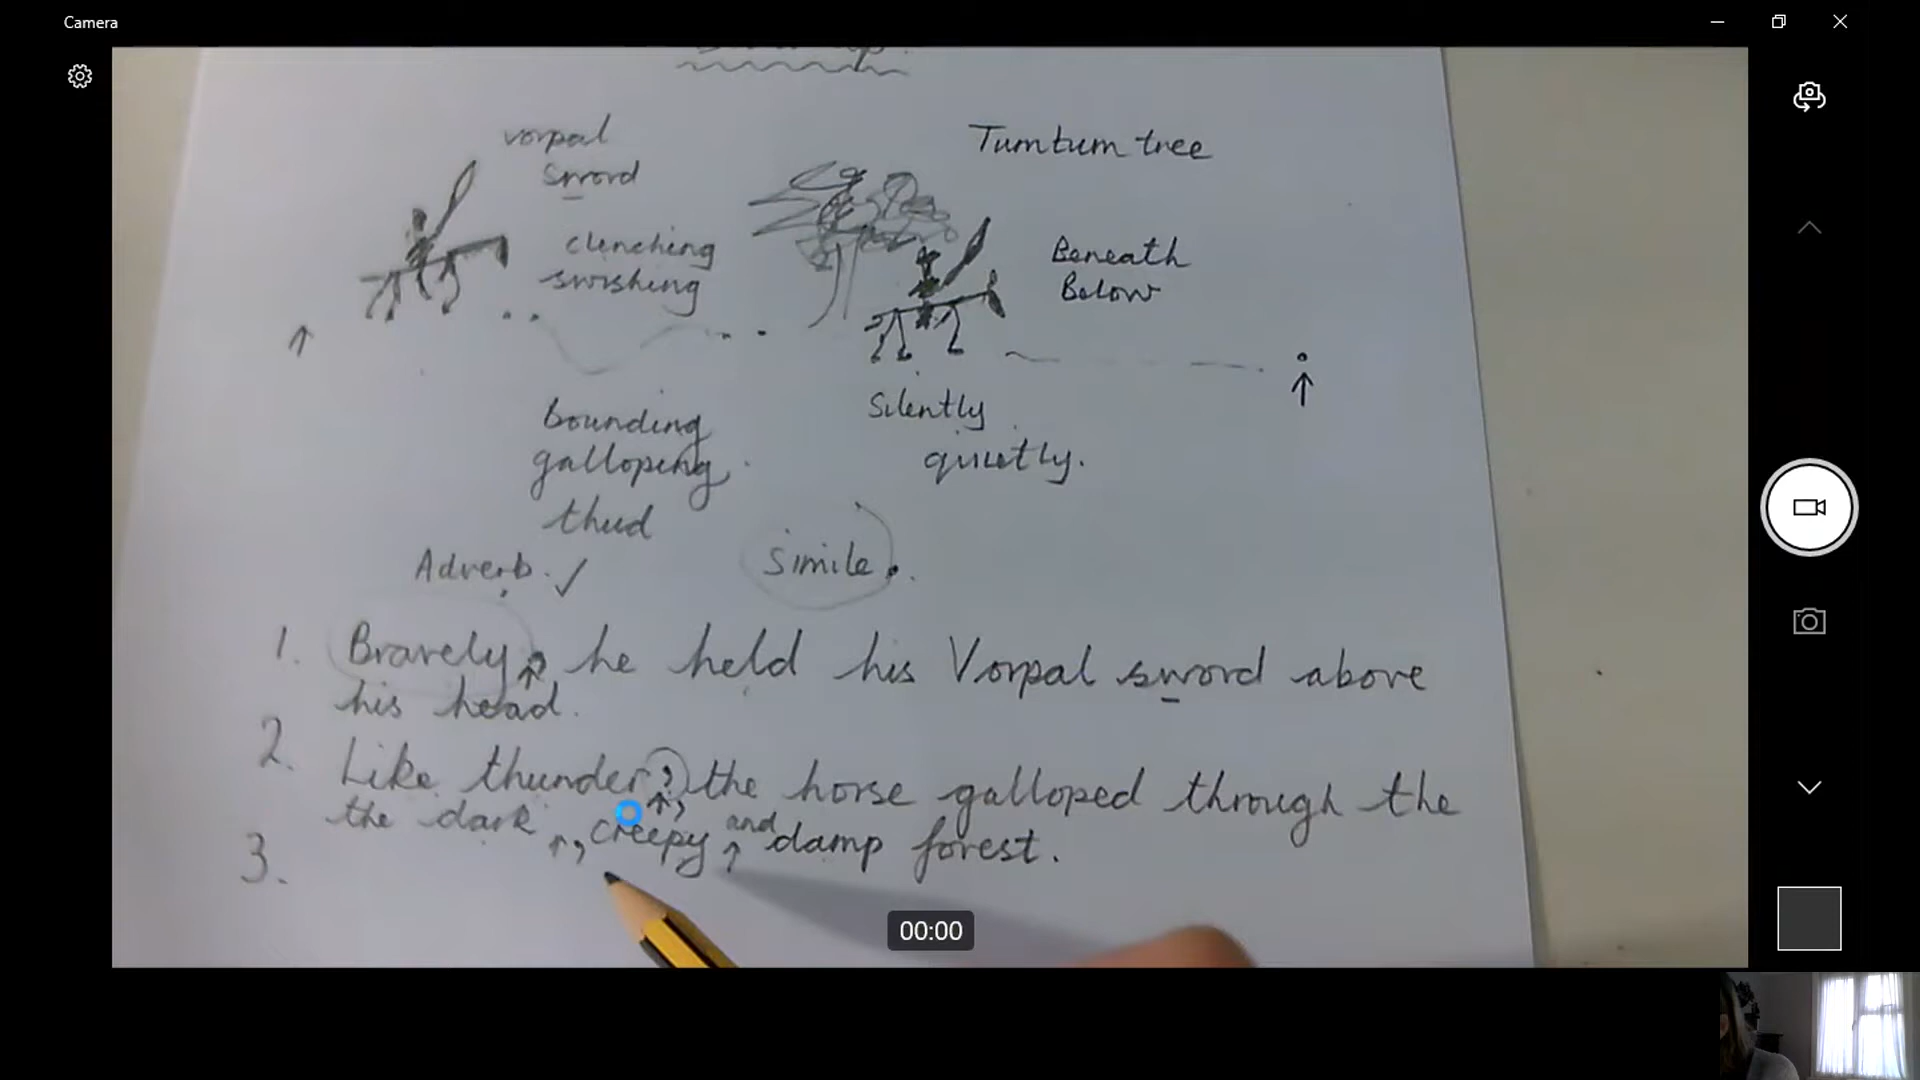 Camera
vorpal
sword
Tumtum tree
clenching
swishing
Beneath
Below
bounding
galloping
thud
Silently
quietly.
Adverb. ✓
Simile.
1. Bravely, he held his Vorpal sword above
his head.
2. Like thunder, the horse galloped through the
the dark, creepy and damp forest.
3.
00:00